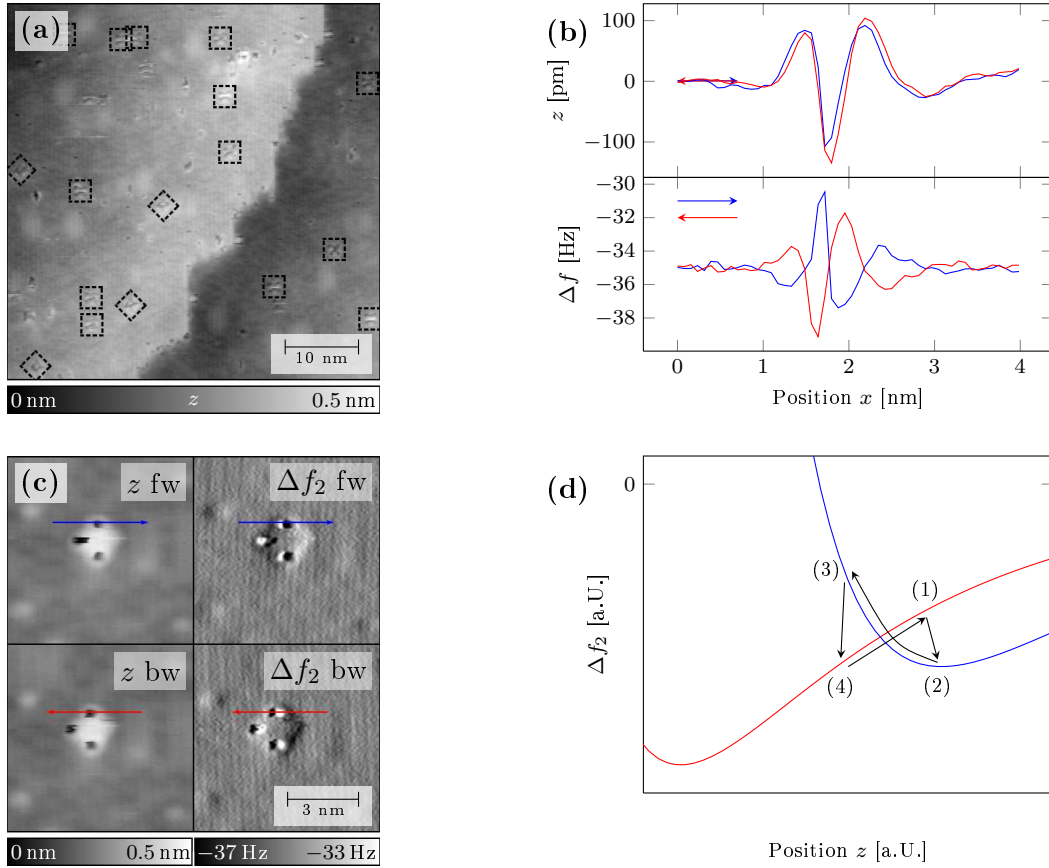 (a)
10 nm
0 nm
z
0.5 nm
(b)
100
0
−100
z [pm]
−30
−32
−34
−36
−38
Δf [Hz]
0
1
2
3
4
Position x [nm]
(c)
z fw
Δf₂ fw
z bw
Δf₂ bw
3 nm
0 nm
0.5 nm
−37 Hz
−33 Hz
(d)
0
Δf₂ [a.U.]
(3)
(1)
(4)
(2)
Position z [a.U.]